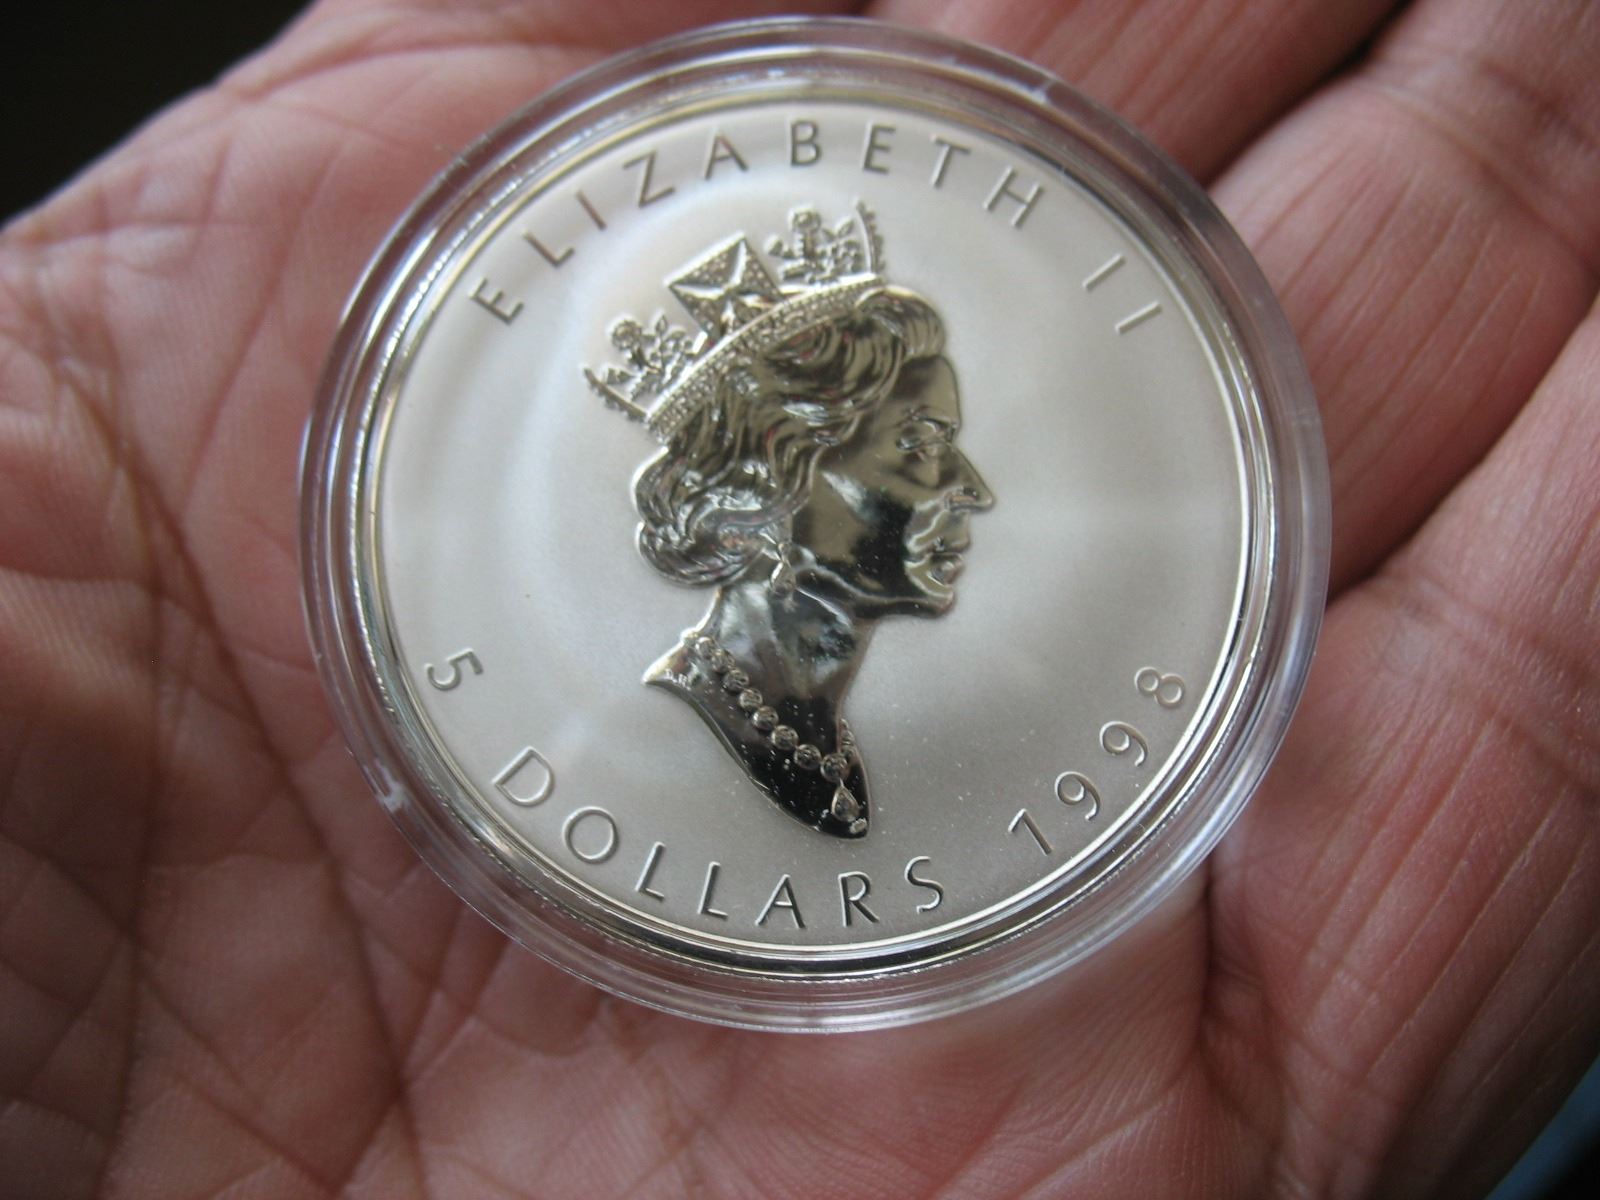 ELIZABETH II
5 DOLLARS 1998